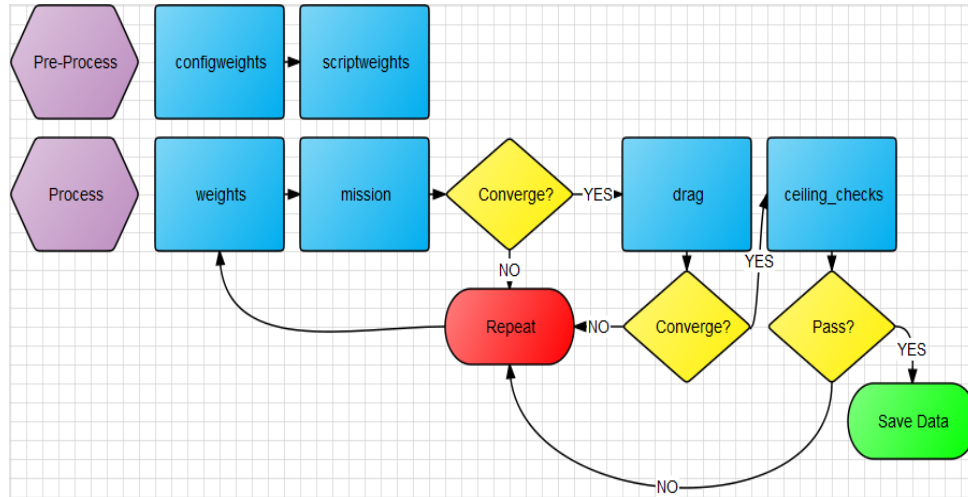 Pre-Process
configweights
scriptweights
Process
weights
mission
Converge?
YES
drag
ceiling_checks
NO
YES
Repeat
NO
Converge?
Pass?
YES
Save Data
NO